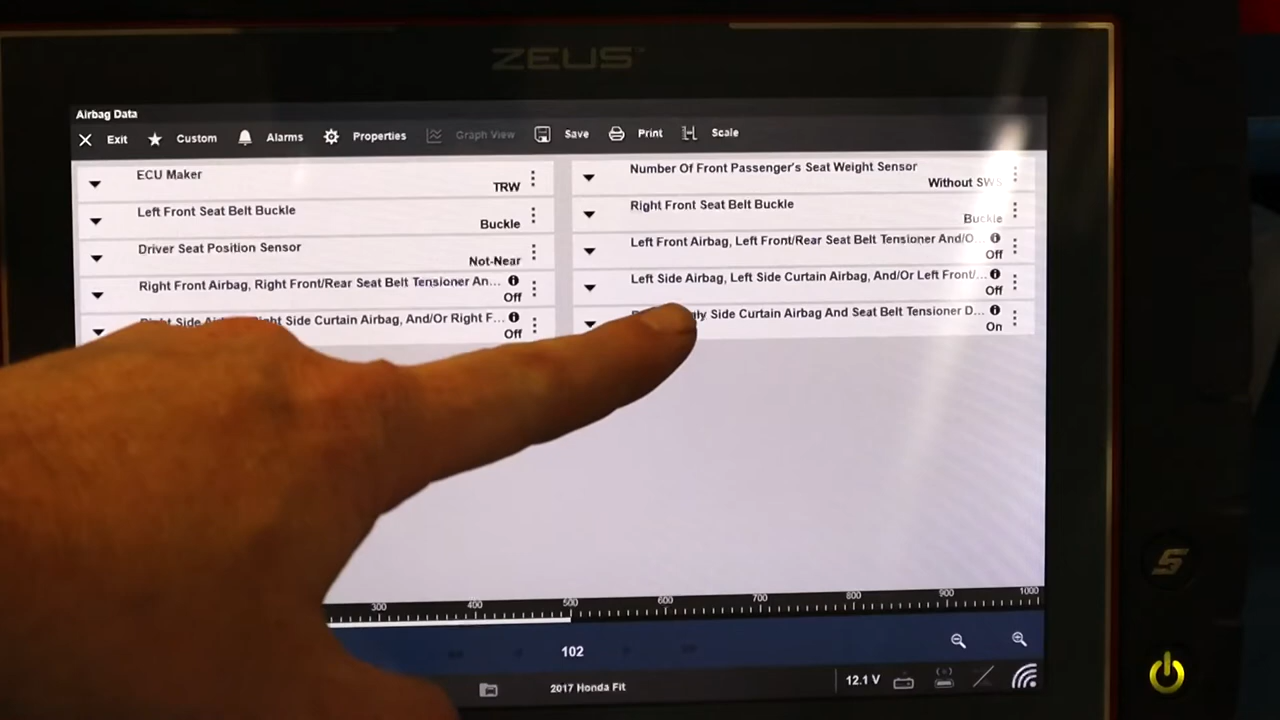 ZEUS
Airbag Data
Exit
Custom
Alarms
Properties
Graph View
Save
Print
Scale
ECU Maker
TRW
Number Of Front Passenger's Seat Weight Sensor
Without SWS
Left Front Seat Belt Buckle
Buckle
Right Front Seat Belt Buckle
Buckle
Driver Seat Position Sensor
Not-Near
Left Front Airbag, Left Front/Rear Seat Belt Tensioner And/O...
Off
Right Front Airbag, Right Front/Rear Seat Belt Tensioner An...
Off
Left Side Airbag, Left Side Curtain Airbag, And/Or Left Front/...
Off
Side Curtain Airbag, And/Or Right F...
Off
Side Curtain Airbag And Seat Belt Tensioner D...
On
300 400 500 600 700 800 900 1000
102
2017 Honda Fit
12.1 V